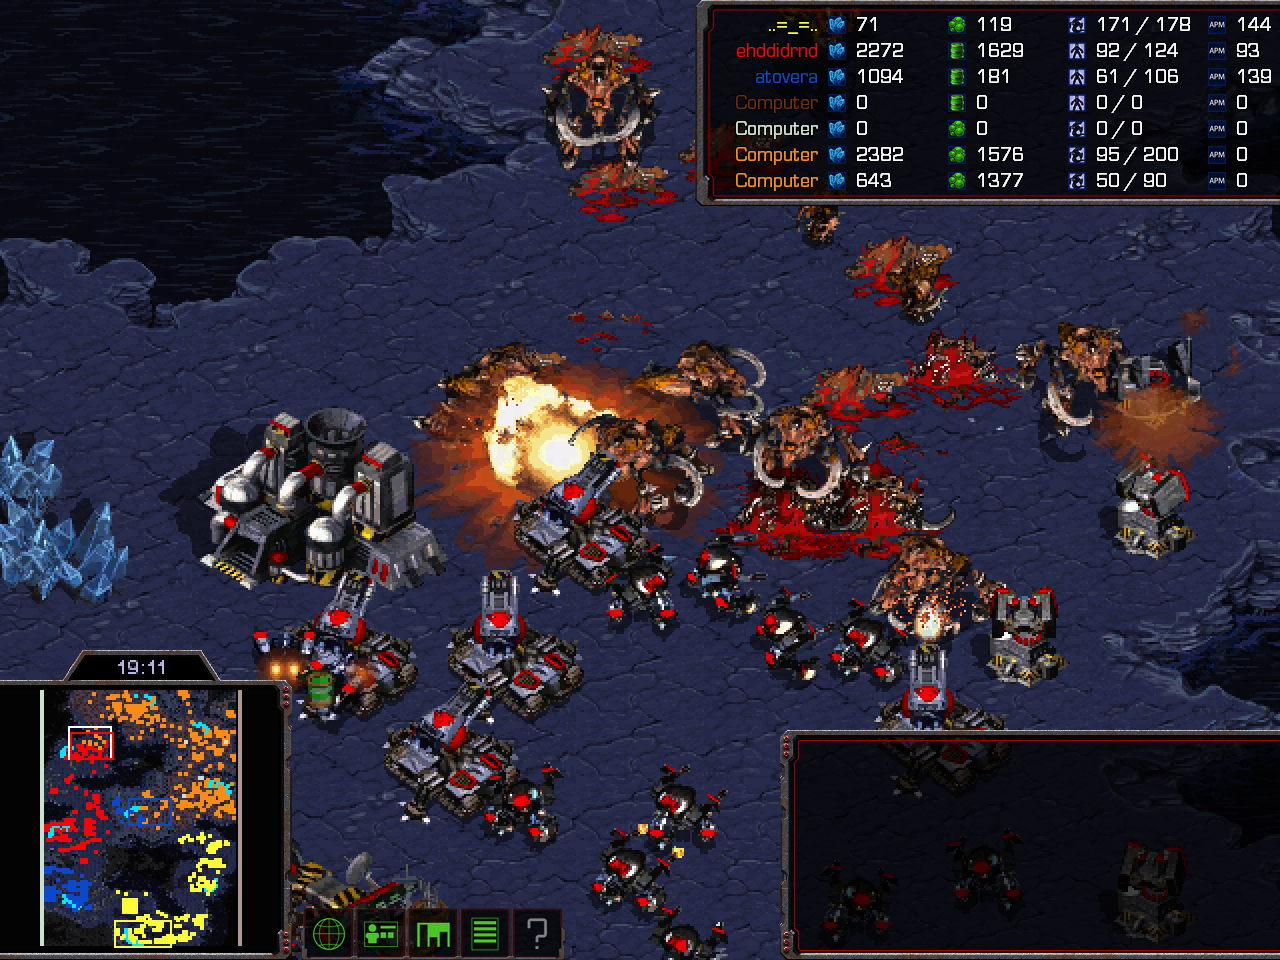 ..=_=.. 71 119 171 / 178 APM 144
ehddidrnd 2272 1629 92 / 124 APM 93
atovera 1094 181 61 / 106 APM 139
Computer 0 0 0 / 0 APM 0
Computer 0 0 0 / 0 APM 0
Computer 2382 1576 95 / 200 APM 0
Computer 643 1377 50 / 90 APM 0
19:11
?